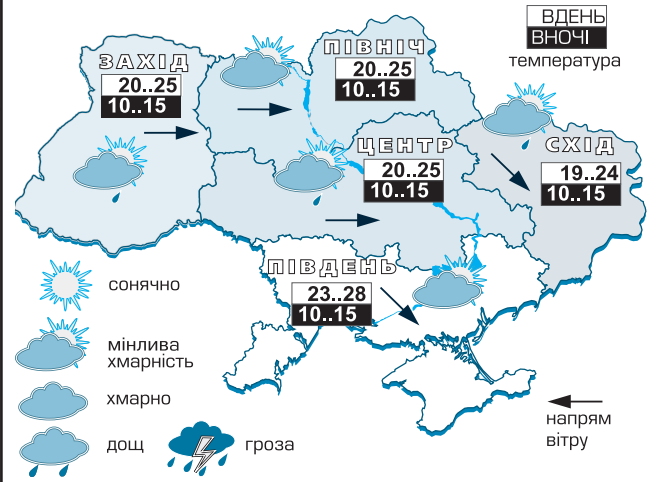 ВДЕНЬ
ВНОЧІ
температура
ПІВНІЧ
20..25
10..15
ЗАХІД
20..25
10..15
ЦЕНТР
20..25
10..15
СХІД
19..24
10..15
ПІВДЕНЬ
23..28
10..15
сонячно
мінлива
хмарність
хмарно
дощ
гроза
напрям
вітру